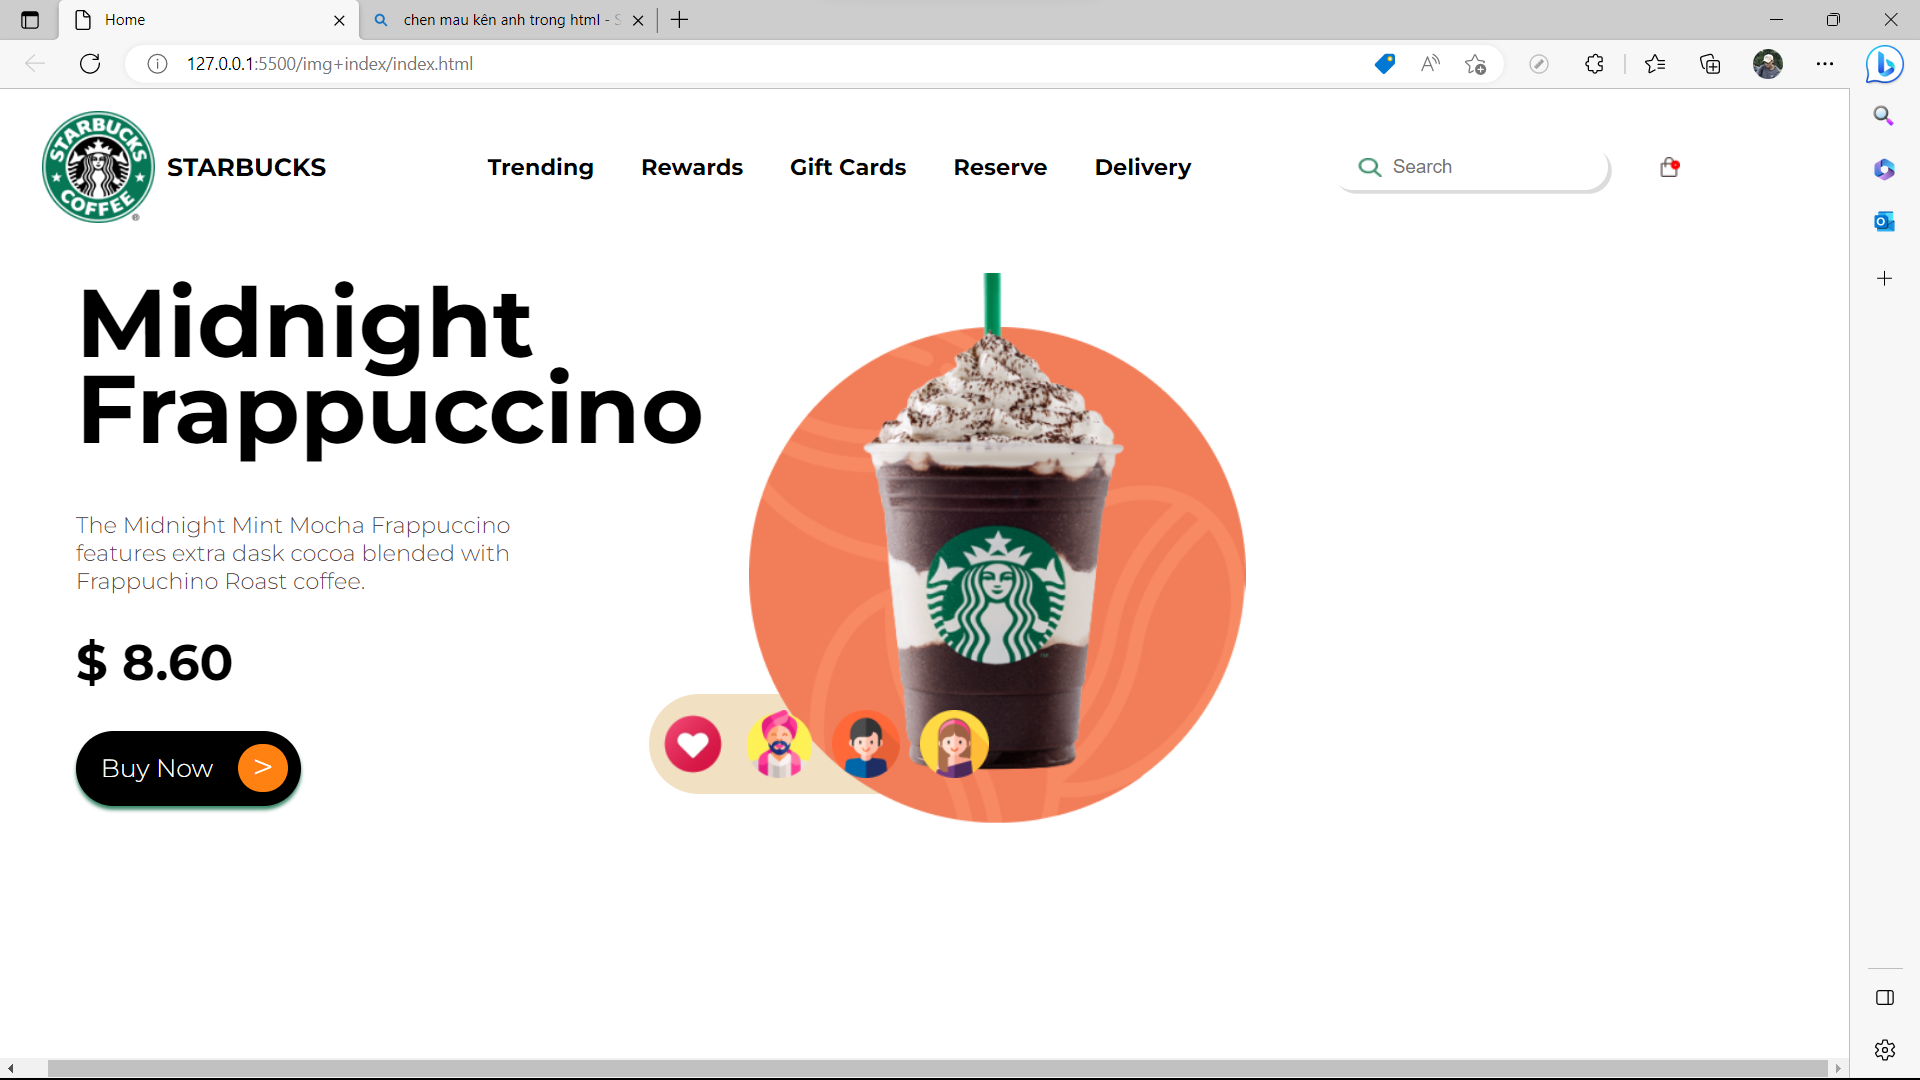 Home
chen mau kên anh trong html - S
127.0.0.1:5500/img+index/index.html
STARBUCKS
COFFEE
®
STARBUCKS
Trending
Rewards
Gift Cards
Reserve
Delivery
Search
Midnight
Frappuccino
The Midnight Mint Mocha Frappuccino
features extra dask cocoa blended with
Frappuchino Roast coffee.
$ 8.60
Buy Now
>